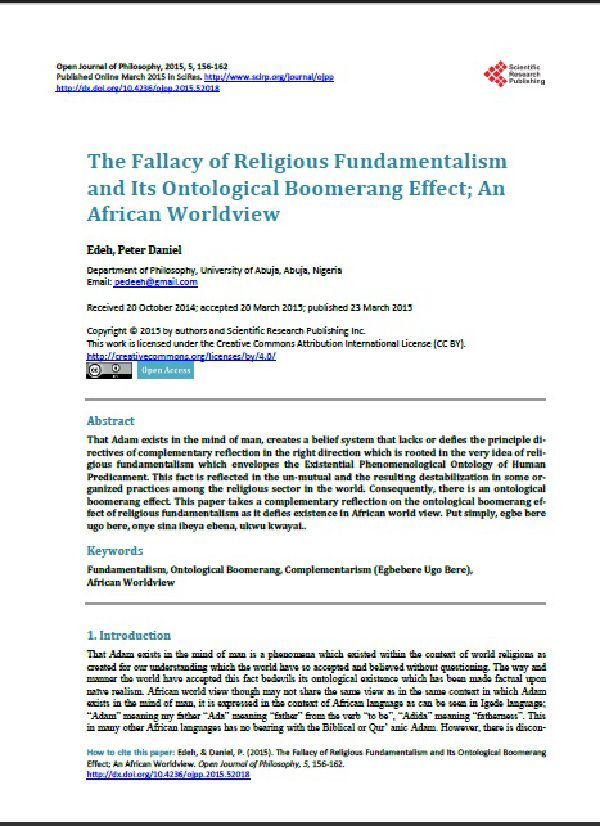 Open Journal of Philosophy, 2015, 5, 156-162
Published Online March 2015 in SciRes. http://www.scirp.org/journal/ojpp
http://dx.doi.org/10.4236/ojpp.2015.52018
Scientific
Research
Publishing
The Fallacy of Religious Fundamentalism
and Its Ontological Boomerang Effect; An
African Worldview
Edeh, Peter Daniel
Department of Philosophy, University of Abuja, Abuja, Nigeria
Email: pedeeh@gmail.com
Received 20 October 2014; accepted 20 March 2015; published 23 March 2015
Copyright © 2015 by authors and Scientific Research Publishing Inc.
This work is licensed under the Creative Commons Attribution International License (CC BY).
http://creativecommons.org/licenses/by/4.0/
cc BY Open Access
Abstract
That Adam exists in the mind of man, creates a belief system that lacks or defies the principle di-
rectives of complementary reflection in the right direction which is rooted in the very idea of reli-
gious fundamentalism which envelopes the Existential Phenomenological Ontology of Human
Predicament. This fact is reflected in the un-mutual and the resulting destabilization in some or-
ganized practices among the religious sector in the world. Consequently, there is an ontological
boomerang effect. This paper takes a complementary reflection on the ontological boomerang ef-
fect of religious fundamentalism as it defies existence in African world view. Put simply, egbe bere
ugo bere, onye sina ibeya ebena, ukwu kwayai..
Keywords
Fundamentalism, Ontological Boomerang, Complementarism (Egbebere Ugo Bere),
African Worldview
1. Introduction
That Adam exists in the mind of man is a phenomena which existed within the context of world religions as
created for our understanding which the world have so accepted and believed without questioning. The way and
manner the world have accepted this fact bedevils its ontological existence which has been made factual upon
naive realism. African world view though may not share the same view as in the same context in which Adam
exists in the mind of man, it is expressed in the context of African language as can be seen in Igede language;
“Adam” meaning my father “Ada” meaning “father” from the verb “to be”, “Adida” meaning “fatherness”. This
in many other African languages has no bearing with the Biblical or Qur’ anic Adam. However, there is discon-
How to cite this paper: Edeh, & Daniel, P. (2015). The Fallacy of Religious Fundamentalism and Its Ontological Boomerang
Effect; An African Worldview. Open Journal of Philosophy, 5, 156-162.
http://dx.doi.org/10.4236/ojpp.2015.52018